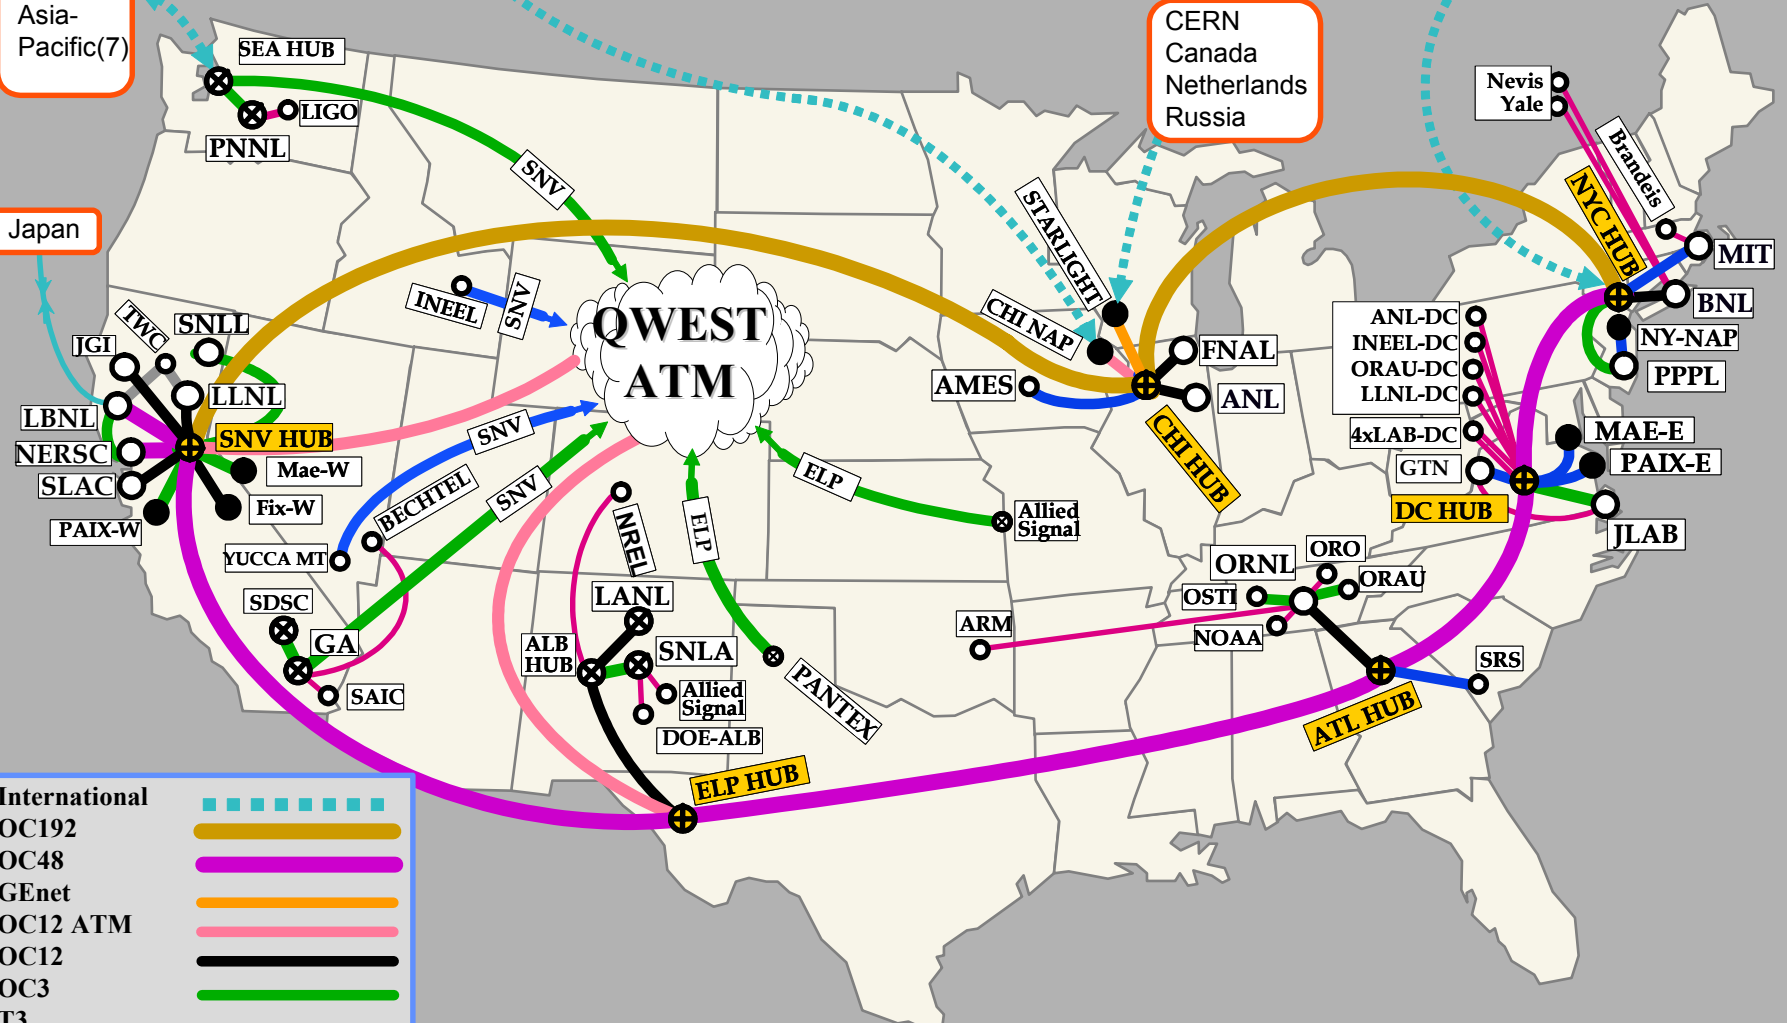 Asia-
Pacific(7)
SEA HUB
LIGO
PNNL
SNV
CERN
Canada
Netherlands
Russia
Nevis
Yale
Brandeis
NYC HUB
MIT
BNL
NY-NAP
PPPL
Japan
INEEL
SNV
QWEST
ATM
STARLIGHT
CHI NAP
FNAL
AMES
ANL
CHI HUB
ANL-DC
INEEL-DC
ORAU-DC
LLNL-DC
4xLAB-DC
GTN
MAE-E
PAIX-E
DC HUB
JLAB
TWC
SNLL
JGI
LLNL
LBNL
SNV HUB
NERSC
Mae-W
SLAC
Fix-W
PAIX-W
SNV
BECHTEL
SNV
YUCCA MT
SDSC
GA
SAIC
NREL
ELP
ELP
Allied
Signal
LANL
ALB
HUB
SNLA
Allied
Signal
DOE-ALB
PANTEX
ORNL
ORO
ORAU
OSTI
NOAA
ARM
SRS
ATL HUB
ELP HUB
International
OC192
OC48
GEnet
OC12 ATM
OC12
OC3
T3